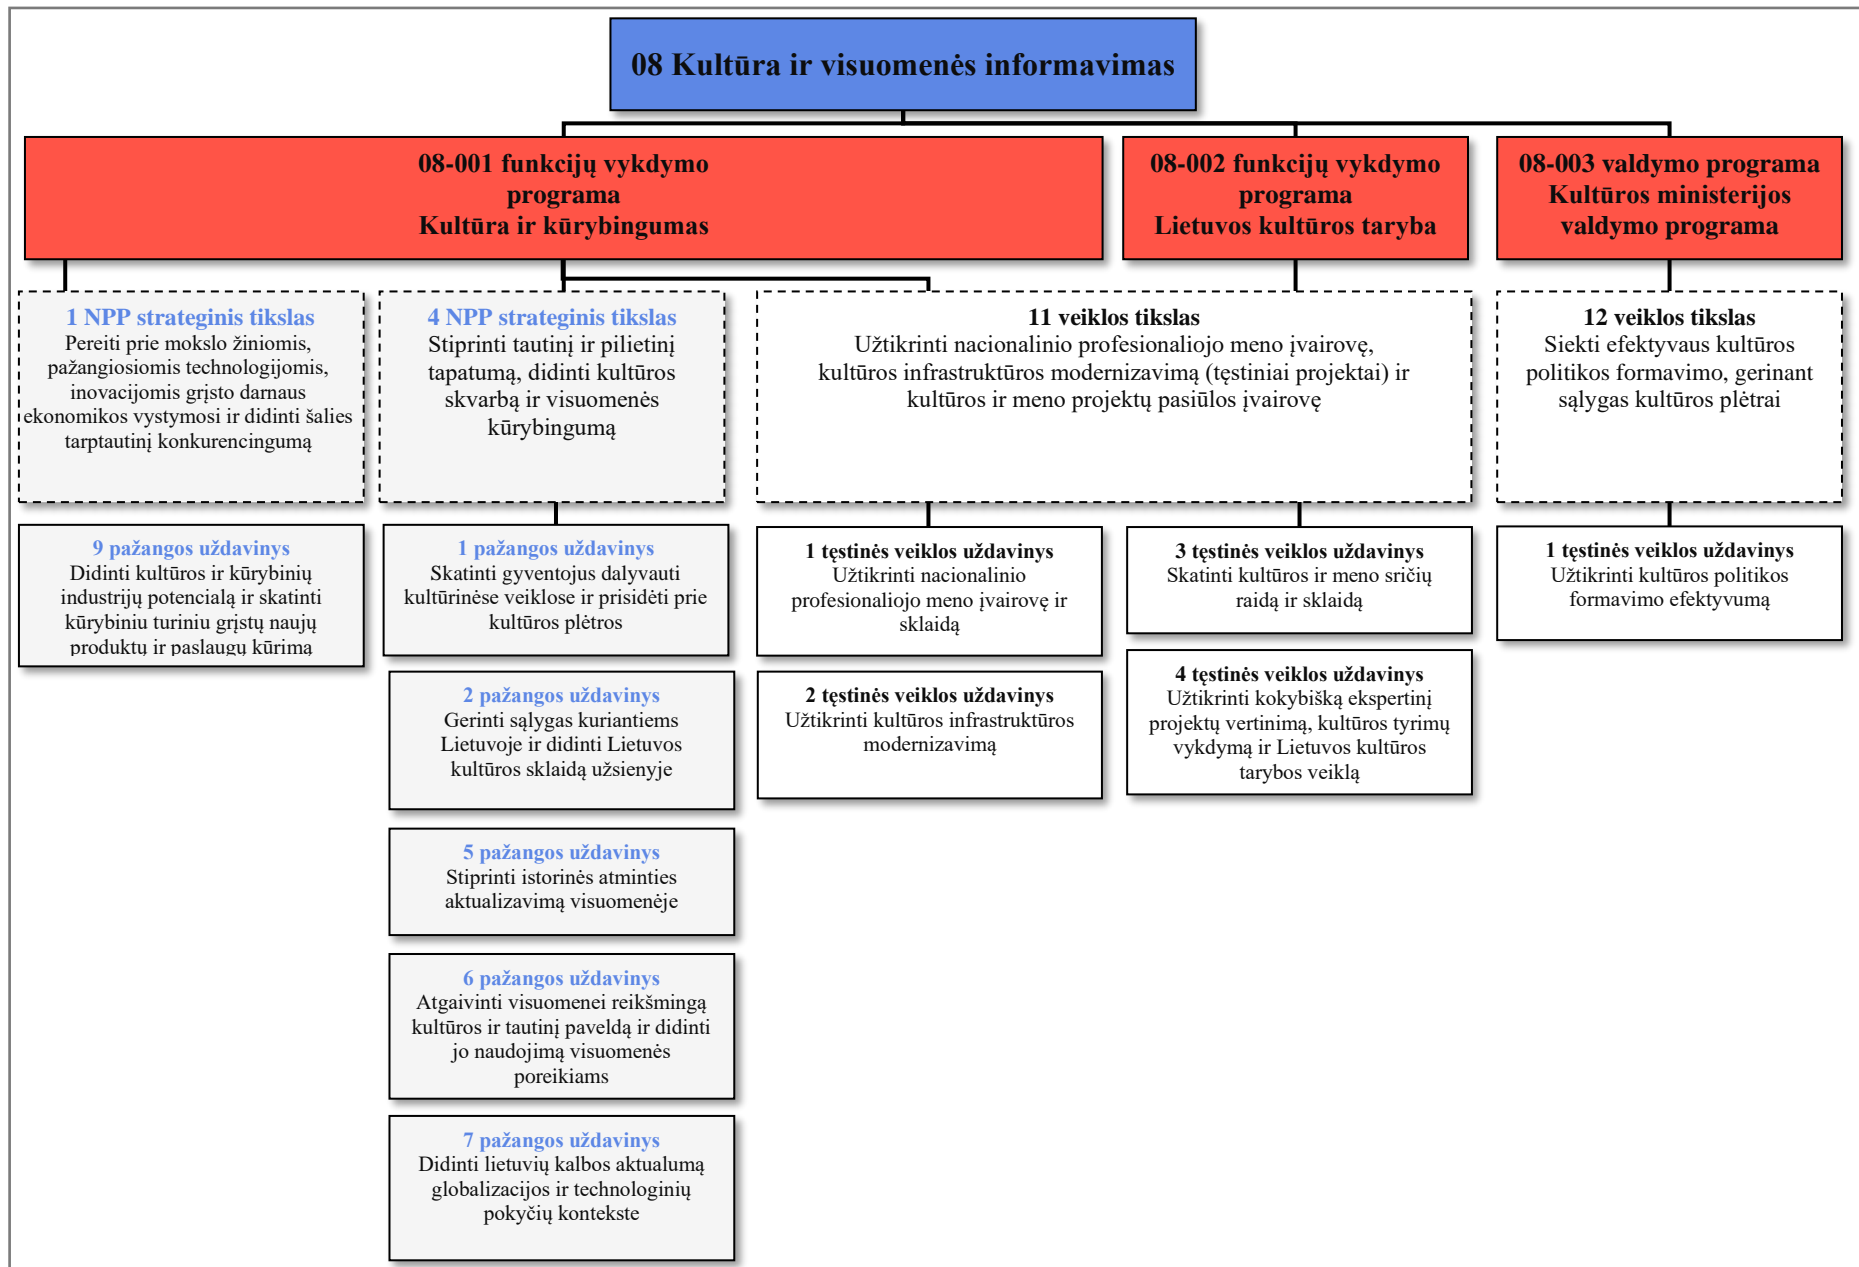 08 Kultūra ir visuomenės informavimas
08-001 funkcijų vykdymo
programa
Kultūra ir kūrybingumas
08-002 funkcijų vykdymo
programa
Lietuvos kultūros taryba
08-003 valdymo programa
Kultūros ministerijos
valdymo programa
1 NPP strateginis tikslas
Pereiti prie mokslo žiniomis,
pažangiosiomis technologijomis,
inovacijomis grįsto darnaus
ekonomikos vystymosi ir didinti šalies
tarptautinį konkurencingumą
4 NPP strateginis tikslas
Stiprinti tautinį ir pilietinį
tapatumą, didinti kultūros
skvarbą ir visuomenės
kūrybingumą
11 veiklos tikslas
Užtikrinti nacionalinio profesionaliojo meno įvairovę,
kultūros infrastruktūros modernizavimą (tęstiniai projektai) ir
kultūros ir meno projektų pasiūlos įvairovę
12 veiklos tikslas
Siekti efektyvaus kultūros
politikos formavimo, gerinant
sąlygas kultūros plėtrai
9 pažangos uždavinys
Didinti kultūros ir kūrybinių
industrijų potencialą ir skatinti
kūrybiniu turiniu grįstų naujų
produktų ir paslaugų kūrimą
1 pažangos uždavinys
Skatinti gyventojus dalyvauti
kultūrinėse veiklose ir prisidėti prie
kultūros plėtros
2 pažangos uždavinys
Gerinti sąlygas kuriantiems
Lietuvoje ir didinti Lietuvos
kultūros sklaidą užsienyje
5 pažangos uždavinys
Stiprinti istorinės atminties
aktualizavimą visuomenėje
6 pažangos uždavinys
Atgaivinti visuomenei reikšmingą
kultūros ir tautinį paveldą ir didinti
jo naudojimą visuomenės
poreikiams
7 pažangos uždavinys
Didinti lietuvių kalbos aktualumą
globalizacijos ir technologinių
pokyčių kontekste
1 tęstinės veiklos uždavinys
Užtikrinti nacionalinio
profesionaliojo meno įvairovę ir
sklaidą
2 tęstinės veiklos uždavinys
Užtikrinti kultūros infrastruktūros
modernizavimą
3 tęstinės veiklos uždavinys
Skatinti kultūros ir meno sričių
raidą ir sklaidą
4 tęstinės veiklos uždavinys
Užtikrinti kokybišką ekspertinį
projektų vertinimą, kultūros tyrimų
vykdymą ir Lietuvos kultūros
tarybos veiklą
1 tęstinės veiklos uždavinys
Užtikrinti kultūros politikos
formavimo efektyvumą